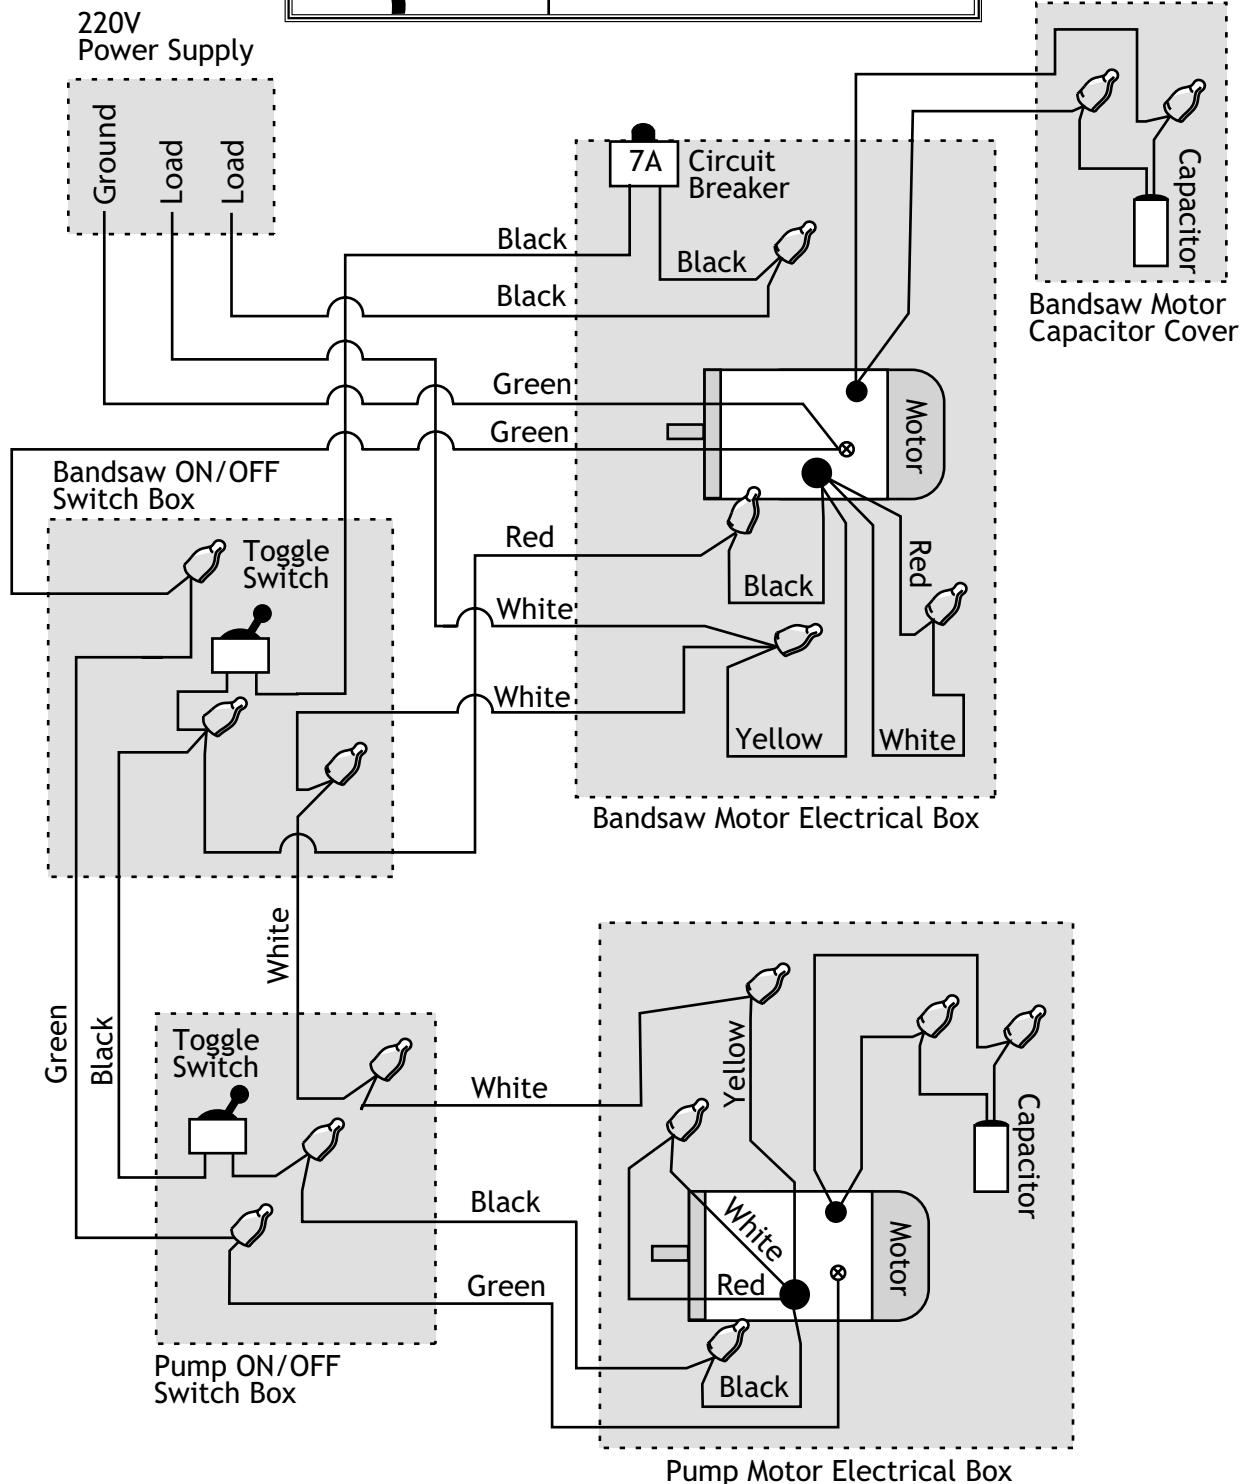 220V
Power Supply
Ground
Load
Load
7A
Circuit
Breaker
Black
Black
Black
Capacitor
Bandsaw Motor
Capacitor Cover
Green
Green
Motor
Bandsaw ON/OFF
Switch Box
Toggle
Switch
Red
Black
Red
White
White
Yellow
White
Bandsaw Motor Electrical Box
White
Green
Black
Toggle
Switch
White
Yellow
Capacitor
Black
White
Motor
Green
Red
Black
Pump ON/OFF
Switch Box
Pump Motor Electrical Box